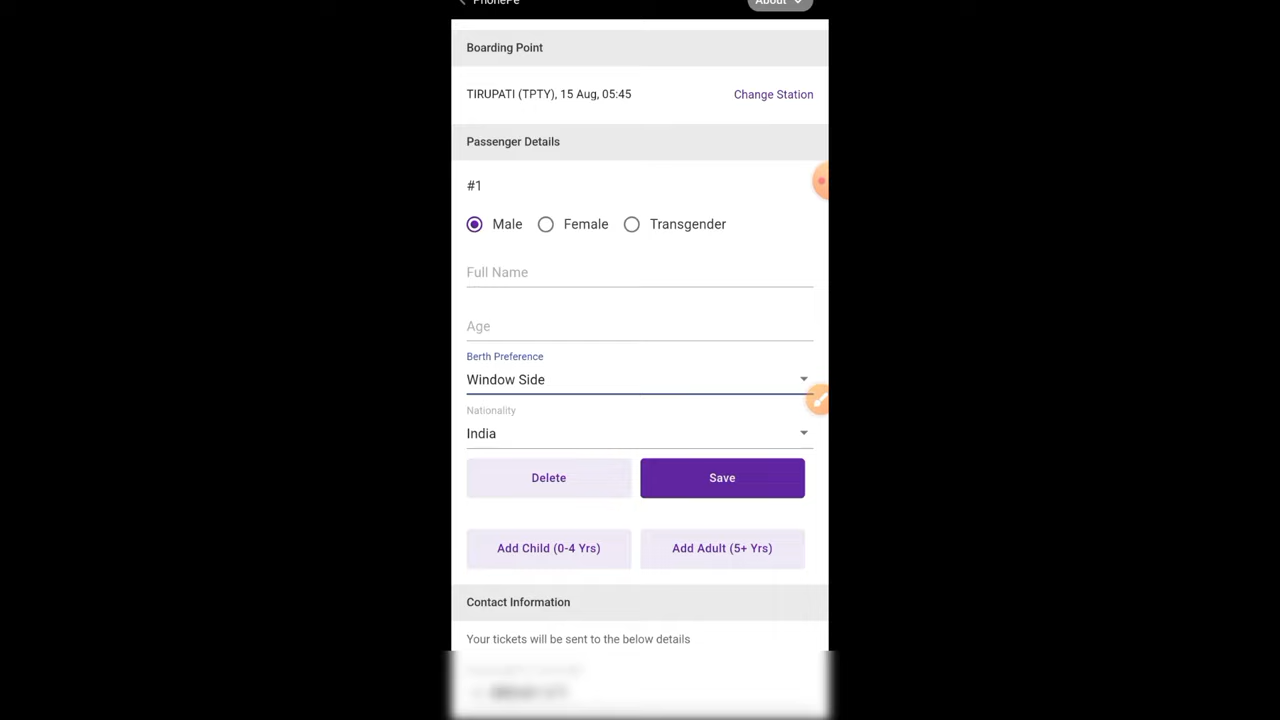 PhonePe About
Boarding Point
TIRUPATI (TPTY), 15 Aug, 05:45 Change Station
Passenger Details
#1
Male Female Transgender
Full Name
Age
Berth Preference
Window Side
Nationality
India
Delete Save
Add Child (0-4 Yrs) Add Adult (5+ Yrs)
Contact Information
Your tickets will be sent to the below details